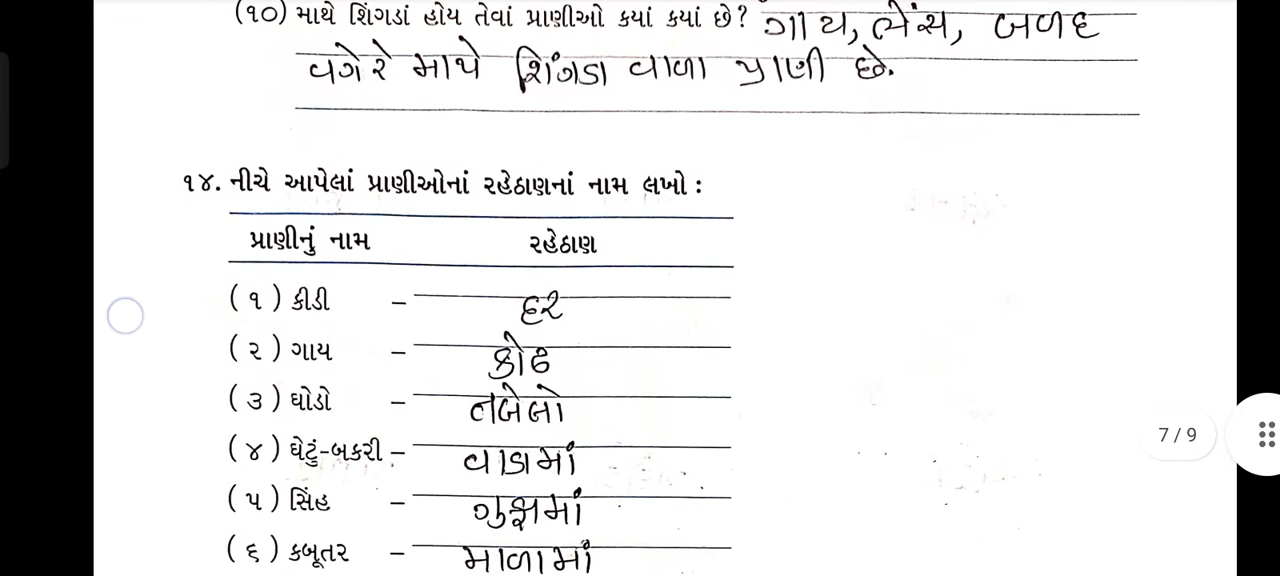 (૧૦) માથે શિંગડાં હોય તેવાં પ્રાણીઓ કયાં કયાં છે? ગાય, ભેંસ, બળદ
વગેરે માથે શિંગડા વાળા પ્રાણી છે.
૧૪. નીચે આપેલાં પ્રાણીઓનાં રહેઠાણનાં નામ લખો :
પ્રાણીનું નામ રહેઠાણ
(૧) કીડી – દર
(૨) ગાય – કોઢ
(૩) ઘોડો – તબેલો
(૪) ઘેટું-બકરી – વાડામાં
(૫) સિંહ – ગુફામાં
(૬) કબૂતર – માળામાં
7/9